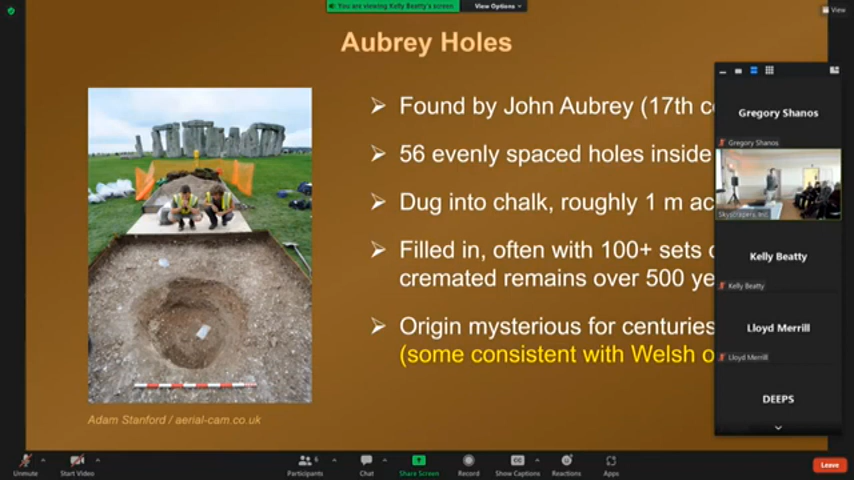 You are viewing Kelly Beatty's screen
View Options
View
Aubrey Holes
Found by John Aubrey (17th c
56 evenly spaced holes inside
Dug into chalk, roughly 1 m ac
Filled in, often with 100+ sets
cremated remains over 500 ye
Origin mysterious for centuries
(some consistent with Welsh o
Adam Stanford / aerial-cam.co.uk
Gregory Shanos
Gregory Shanos
Skyscrapers, Inc.
Kelly Beatty
Kelly Beatty
Lloyd Merrill
Lloyd Merrill
DEEPS
Unmute
Start Video
Participants
6
Chat
Share Screen
Record
Show Captions
Reactions
Apps
Leave